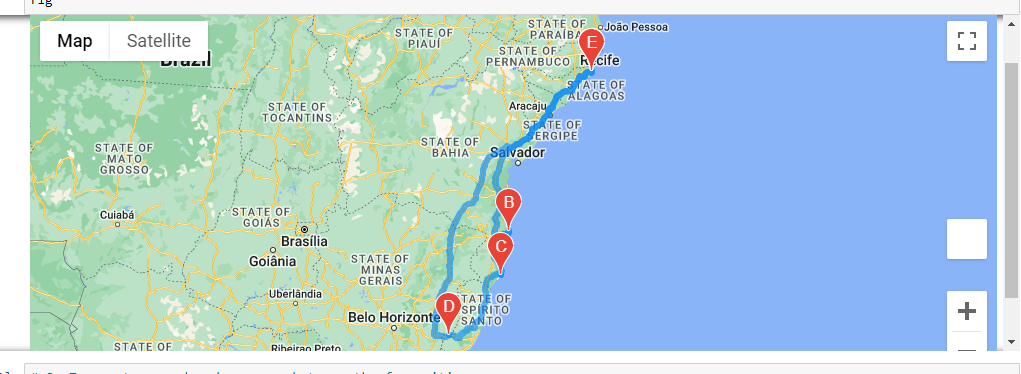 fig
Map
Satellite
Brazil
STATE OF
PIAUÍ
STATE OF
PARAÍBA
João Pessoa
E
STATE OF
PERNAMBUCO
Recife
STATE OF
ALAGOAS
STATE OF
TOCANTINS
Aracaju
STATE OF
SERGIPE
STATE OF
MATO
GROSSO
STATE OF
BAHIA
Salvador
B
Cuiabá
STATE OF
GOIÁS
Brasília
C
Goiânia
STATE OF
MINAS
GERAIS
Uberlândia
D
STATE OF
ESPÍRITO
SANTO
Belo Horizonte
STATE OF
Ribeirao Preto